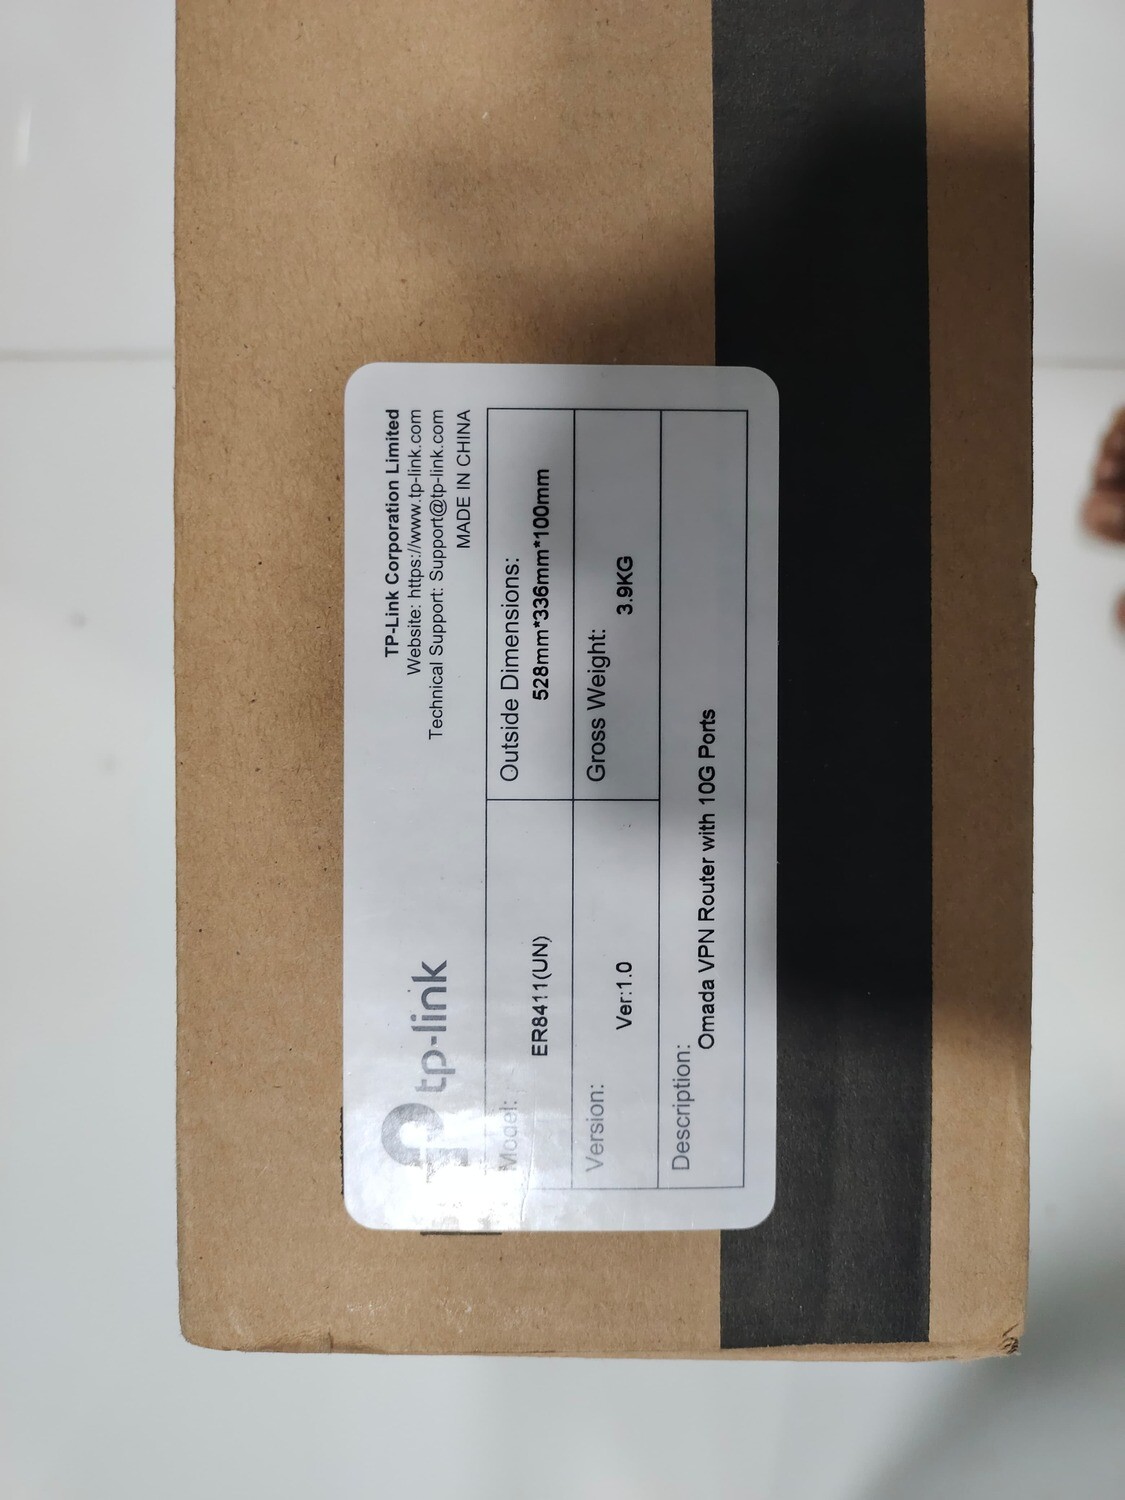 tp-link
TP-Link Corporation Limited
Website: https://www.tp-link.com
Technical Support: Support@tp-link.com
MADE IN CHINA
Model:
ER8411(UN)
Outside Dimensions:
528mm*336mm*100mm
Version:
Ver:1.0
Gross Weight:
3.9KG
Description:
Omada VPN Router with 10G Ports